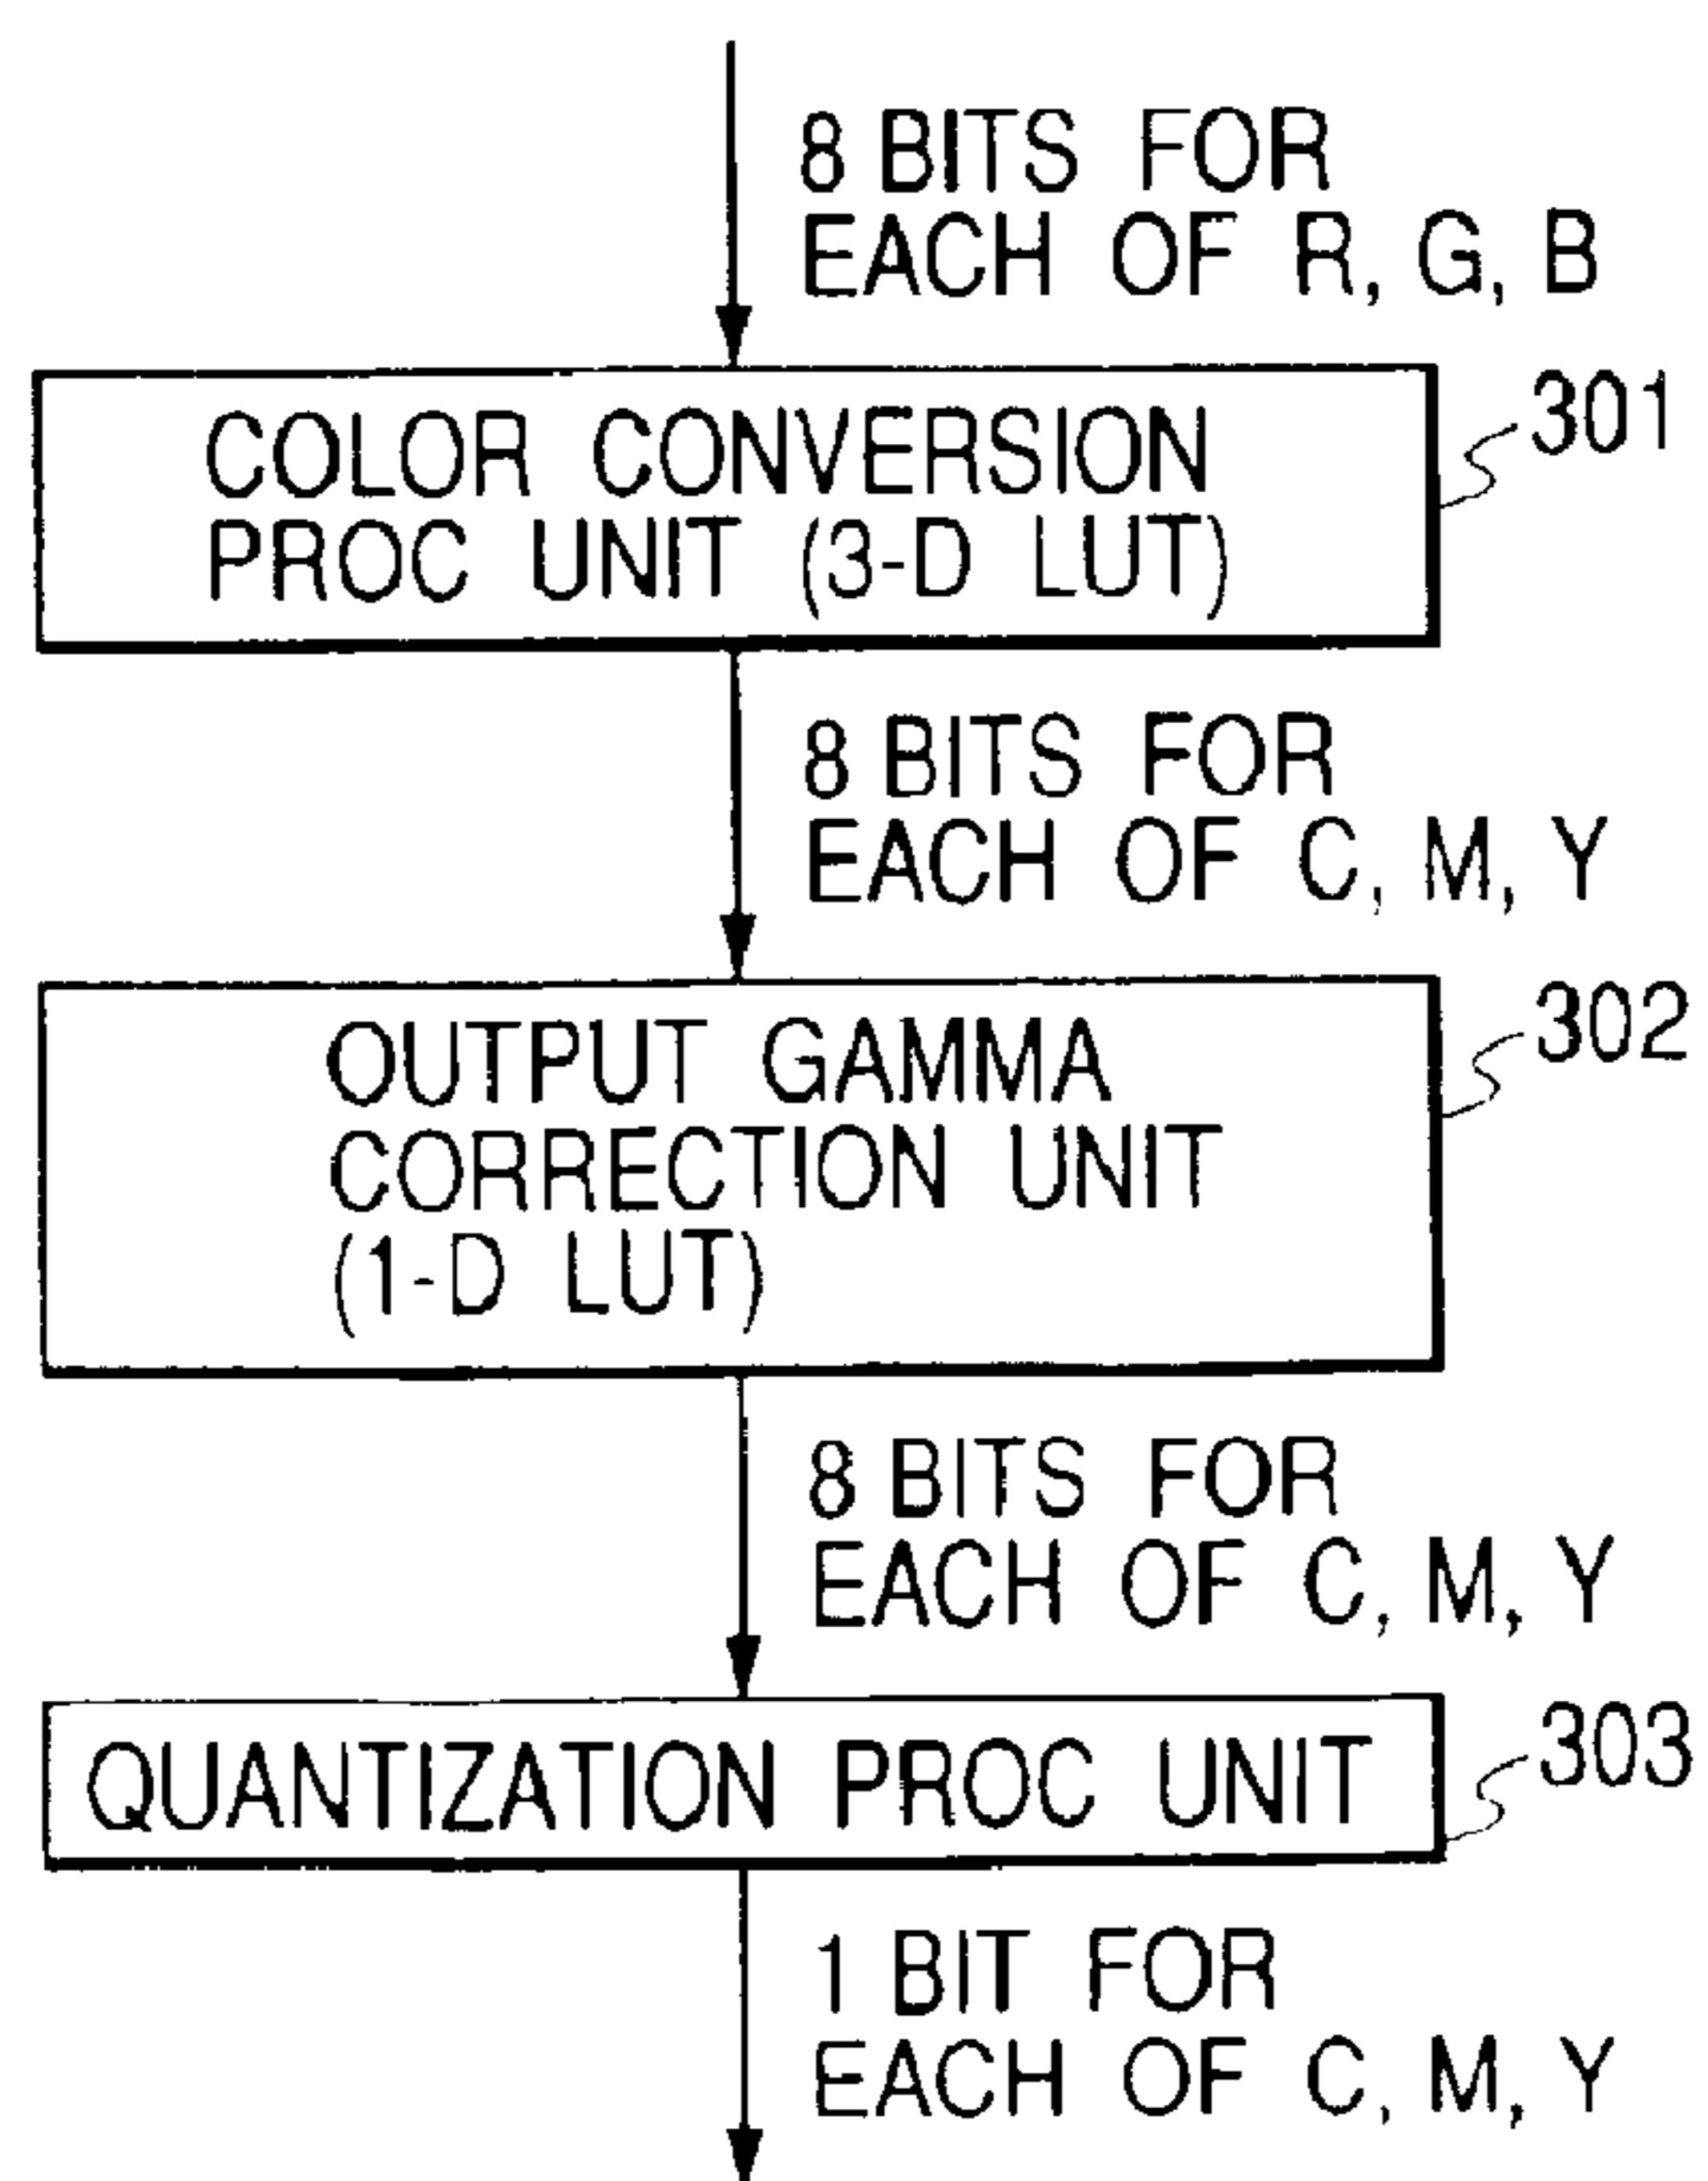 8 BITS FOR
EACH OF R, G, B
COLOR CONVERSION
PROC UNIT (3-D LUT)
301
8 BITS FOR
EACH OF C, M, Y
OUTPUT GAMMA
CORRECTION UNIT
(1-D LUT)
302
8 BITS FOR
EACH OF C, M, Y
QUANTIZATION PROC UNIT
303
1 BIT FOR
EACH OF C, M, Y